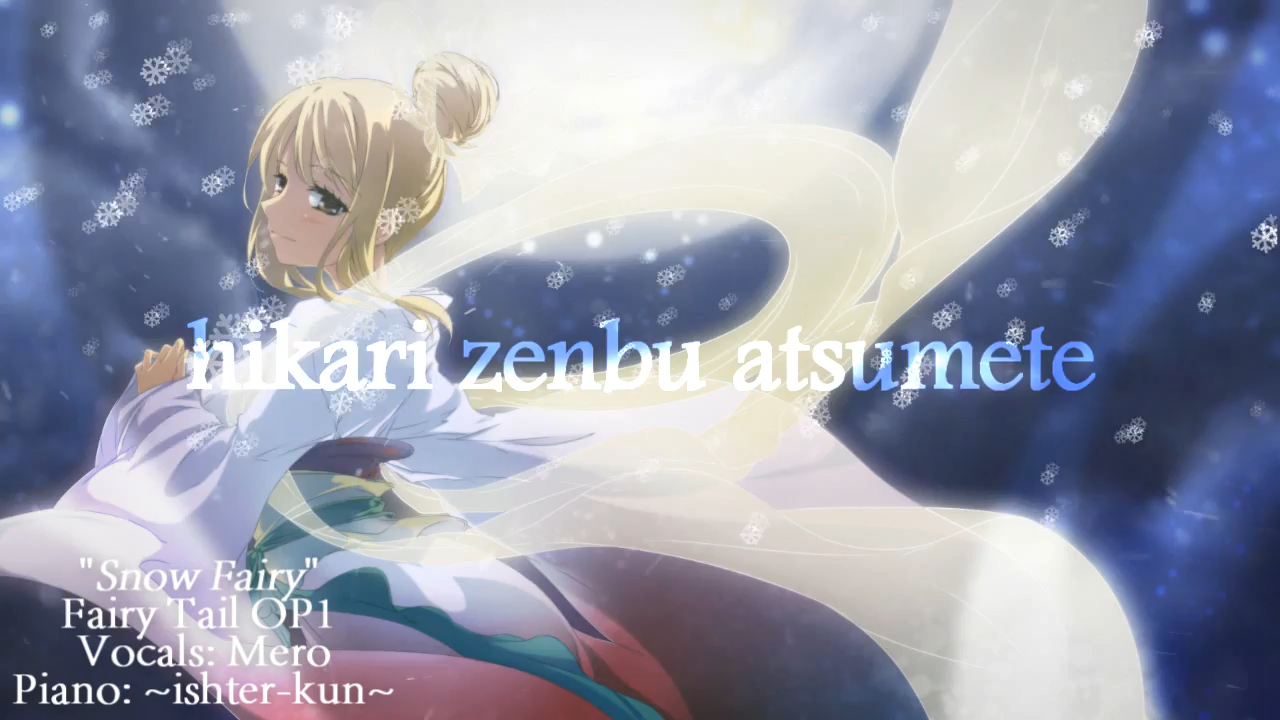 hikari zenbu atsumete
"Snow Fairy"
Fairy Tail OP1
Vocals: Mero
Piano: ~ishter-kun~